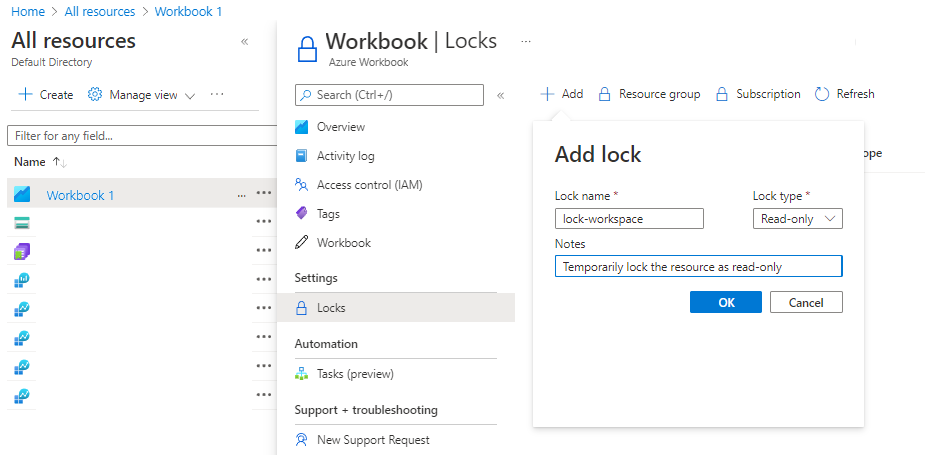 Home > All resources > Workbook 1
All resources
Default Directory
«
Create
Manage view
...
Filter for any field...
Name ↑↓
Workbook 1
...
Workbook | Locks
...
Azure Workbook
Search (Ctrl+/)
«
Overview
Activity log
Access control (IAM)
Tags
Workbook
Settings
Locks
Automation
Tasks (preview)
Support + troubleshooting
New Support Request
Add
Resource group
Subscription
Refresh
ope
Add lock
Lock name *
Lock type *
lock-workspace
Read-only
Notes
Temporarily lock the resource as read-only
OK
Cancel